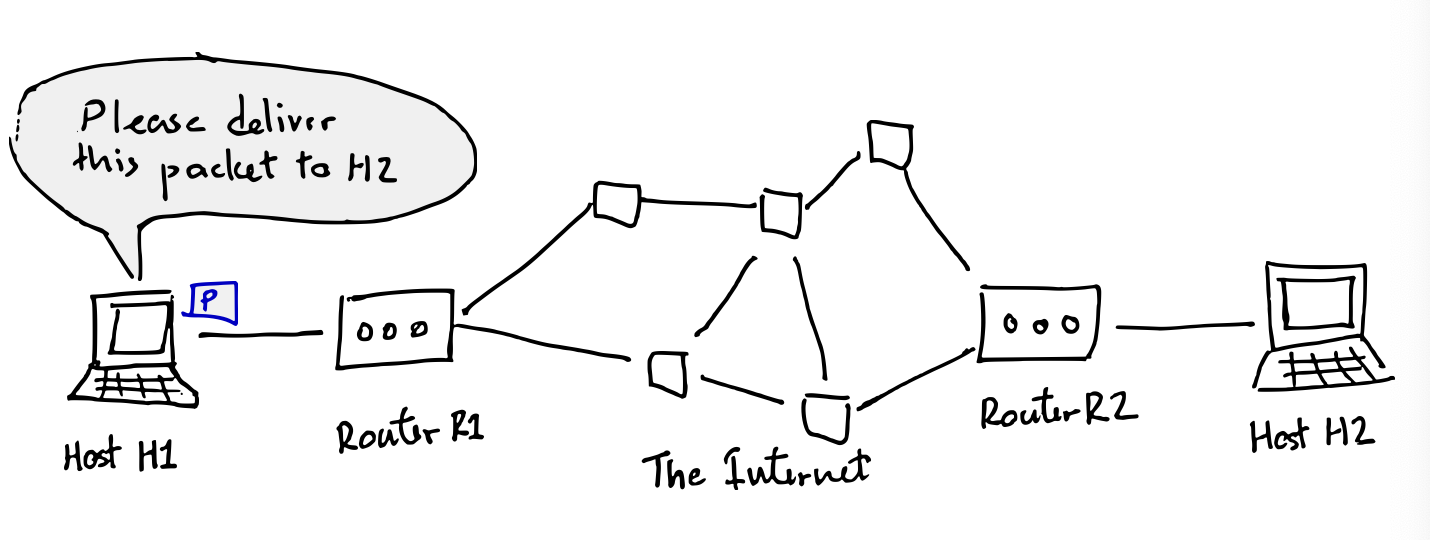 Please deliver
this packet to H2
P
Host H1
Router R1
The Internet
Router R2
Host H2